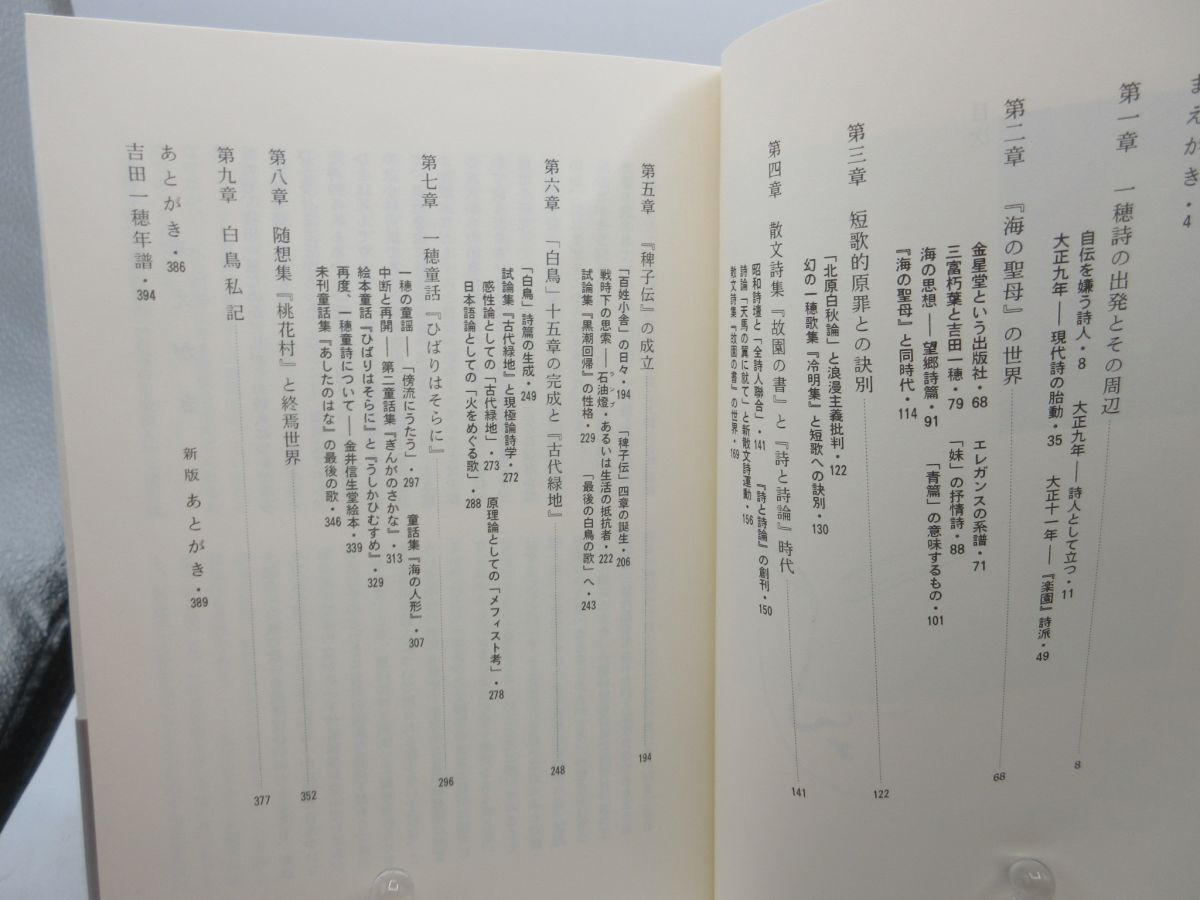 まえがき・4
第一章　一穂詩の出発とその周辺 8
自伝を嫌う詩人・8　大正九年──詩人として立つ・11
大正九年──現代詩の胎動・35　大正十一年──『楽園』詩派・49
第二章　『海の聖母』の世界 68
金星堂という出版社・68　エレガンスの系譜・71
三富朽葉と吉田一穂・79　「妹」の抒情詩・88
海の思想──望郷詩篇・91　「青篇」の意味するもの・101
『海の聖母』と同時代・114
第三章　短歌的原罪との訣別 122
「北原白秋論」と浪漫主義批判・122
幻の一穂歌集『冷明集』と短歌への訣別・130
第四章　散文詩集『故園の書』と『詩と詩論』時代 141
昭和詩壇と「全詩人聯合」・141　『詩と詩論』の創刊・150
詩論「天馬の翼に就て」と新散文詩運動・156
散文詩集『故園の書』の世界・169
第五章　『稗子伝』の成立 194
「百姓小舎」の日々・194　「稗子伝」四章の誕生・206
戦時下の思索──石油燈・あるいは生活の抵抗者・222
ランプ
試論集『黒潮回帰』の性格・229　「最後の白鳥の歌」へ・243
第六章　「白鳥」十五章の完成と『古代緑地』 248
「白鳥」詩篇の生成・249
試論集『古代緑地』と現極論詩学・272
感性論としての「古代緑地」・273　原理論としての「メフィスト考」・278
日本語論としての「火をめぐる歌」・288
第七章　一穂童話『ひばりはそらに』 296
一穂の童謡──「傍流にうたう」・297　童話集『海の人形』・307
中断と再開──第二童話集『ぎんがのさかな』・313
絵本童話『ひばりはそらに』と『うしかひむすめ』・329
再度、一穂童詩について──金井信生堂絵本・339
未刊童話集『あしたのはな』の最後の歌・346
第八章　随想集『桃花村』と終焉世界 352
第九章　白鳥私記 377
あとがき・386　新版 あとがき・389
吉田一穂年譜・394